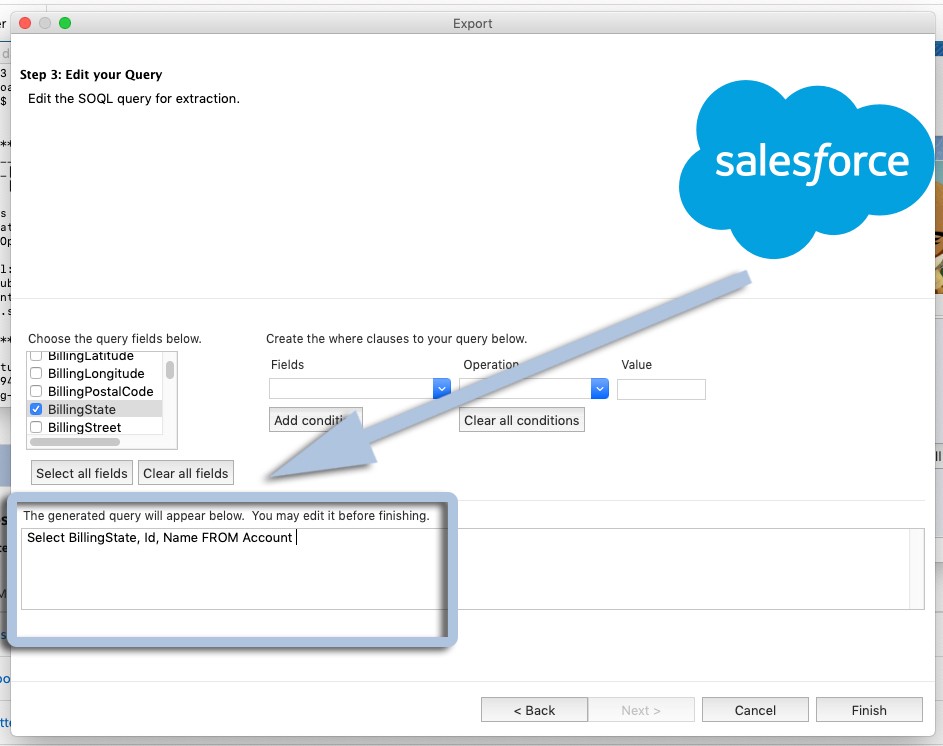 Export
Step 3: Edit your Query
Edit the SOQL query for extraction.
salesforce
Choose the query fields below.
BillingLatitude
BillingLongitude
BillingPostalCode
BillingState
BillingStreet
Select all fields
Clear all fields
Create the where clauses to your query below.
Fields
Operation
Value
Clear all conditions
The generated query will appear below.  You may edit it before finishing.
Select BillingState, Id, Name FROM Account
< Back
Next >
Cancel
Finish